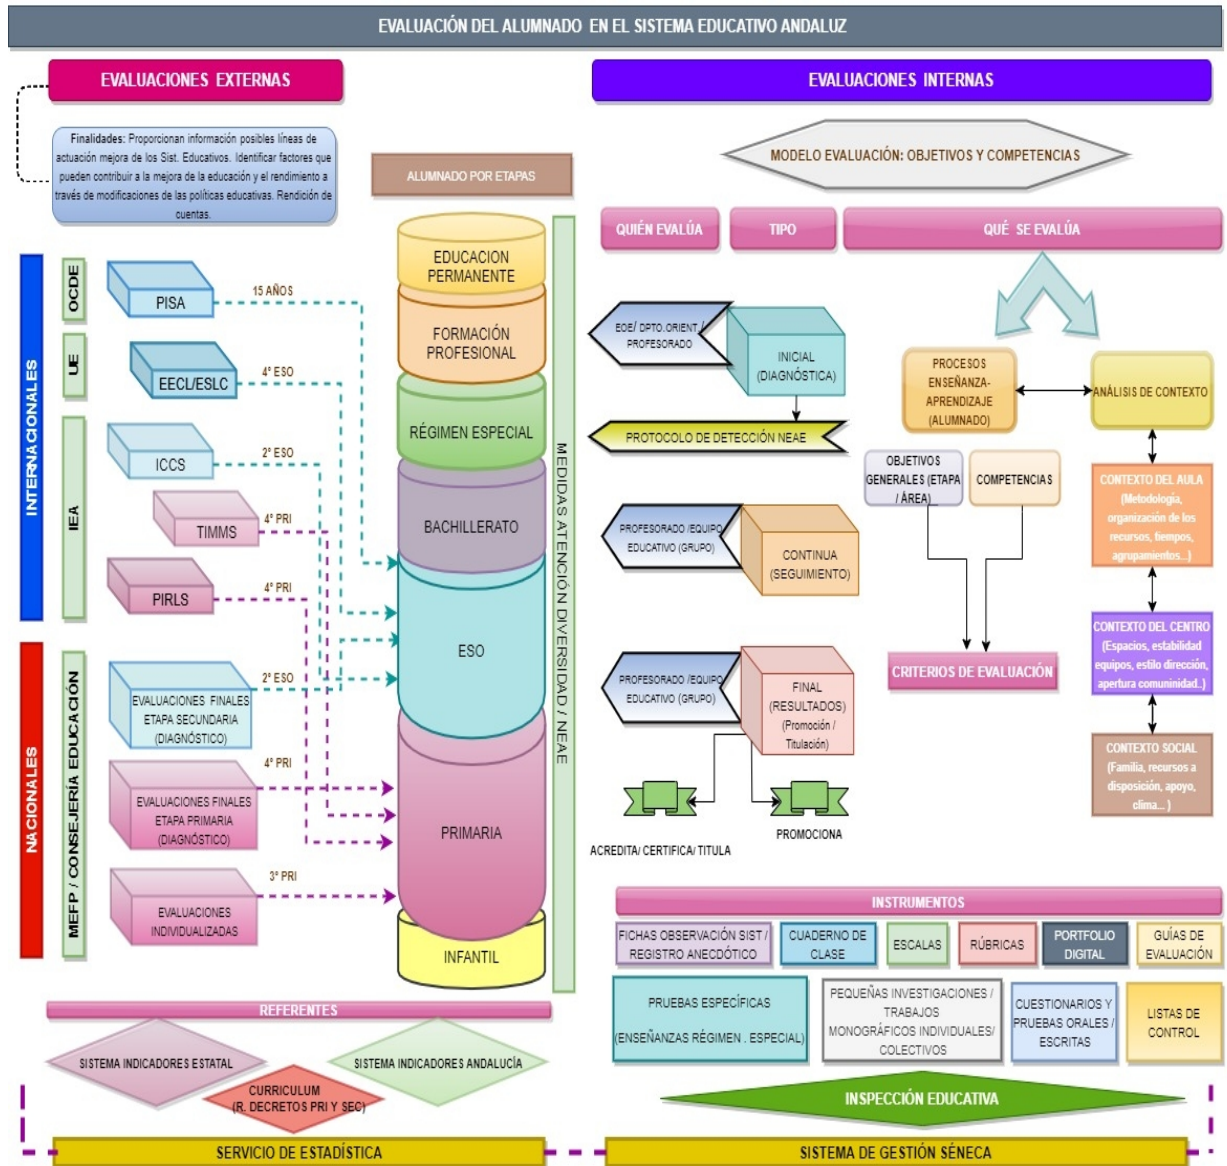 EVALUACIÓN DEL ALUMNADO EN EL SISTEMA EDUCATIVO ANDALUZ
EVALUACIONES EXTERNAS
Finalidades: Proporcionan información posibles líneas de
actuación mejora de los Sist. Educativos. Identificar factores que
pueden contribuir a la mejora de la educación y el rendimiento a
través de modificaciones de las políticas educativas. Rendición de
cuentas.
ALUMNADO POR ETAPAS
INTERNACIONALES
OCDE
UE
IEA
PISA
15 AÑOS
EECL/ESLC
4º ESO
ICCS
2º ESO
TIMMS
4º PRI
PIRLS
4º PRI
NACIONALES
MEFP / CONSEJERÍA EDUCACIÓN
EVALUACIONES FINALES
ETAPA SECUNDARIA
(DIAGNÓSTICO)
2º ESO
EVALUACIONES FINALES
ETAPA PRIMARIA
(DIAGNÓSTICO)
4º PRI
EVALUACIONES
INDIVIDUALIZADAS
3º PRI
EDUCACION
PERMANENTE
FORMACIÓN
PROFESIONAL
RÉGIMEN ESPECIAL
BACHILLERATO
ESO
PRIMARIA
INFANTIL
MEDIDAS ATENCIÓN DIVERSIDAD / NEAE
REFERENTES
SISTEMA INDICADORES ESTATAL
SISTEMA INDICADORES ANDALUCÍA
CURRICULUM
(R. DECRETOS PRI Y SEC)
SERVICIO DE ESTADÍSTICA
EVALUACIONES INTERNAS
MODELO EVALUACIÓN: OBJETIVOS Y COMPETENCIAS
QUIÉN EVALÚA
TIPO
QUÉ SE EVALÚA
EOE/ DPTO. ORIENT. /
PROFESORADO
INICIAL
(DIAGNÓSTICA)
PROTOCOLO DE DETECCIÓN NEAE
PROFESORADO /EQUIPO
EDUCATIVO (GRUPO)
CONTINUA
(SEGUIMIENTO)
PROFESORADO /EQUIPO
EDUCATIVO (GRUPO)
FINAL
(RESULTADOS)
(Promoción /
Titulación)
ACREDITA/ CERTIFICA/ TITULA
PROMOCIONA
PROCESOS
ENSEÑANZA-
APRENDIZAJE
(ALUMNADO)
ANÁLISIS DE CONTEXTO
OBJETIVOS
GENERALES (ETAPA
/ ÁREA)
COMPETENCIAS
CRITERIOS DE EVALUACIÓN
CONTEXTO DEL AULA
(Metodología,
organización de los
recursos, tiempos,
agrupamientos...)
CONTEXTO DEL CENTRO
(Espacios, estabilidad
equipos, estilo dirección,
apertura comuninidad..)
CONTEXTO SOCIAL
(Familia, recursos a
disposición, apoyo,
clima... )
INSTRUMENTOS
FICHAS OBSERVACIÓN SIST /
REGISTRO ANECDÓTICO
CUADERNO DE
CLASE
ESCALAS
RÚBRICAS
PORTFOLIO
DIGITAL
GUÍAS DE
EVALUACIÓN
PRUEBAS ESPECÍFICAS
(ENSEÑANZAS RÉGIMEN . ESPECIAL)
PEQUEÑAS INVESTIGACIONES /
TRABAJOS
MONOGRÁFICOS INDIVIDUALES/
COLECTIVOS
CUESTIONARIOS Y
PRUEBAS ORALES /
ESCRITAS
LISTAS DE
CONTROL
INSPECCIÓN EDUCATIVA
SISTEMA DE GESTIÓN SÉNECA